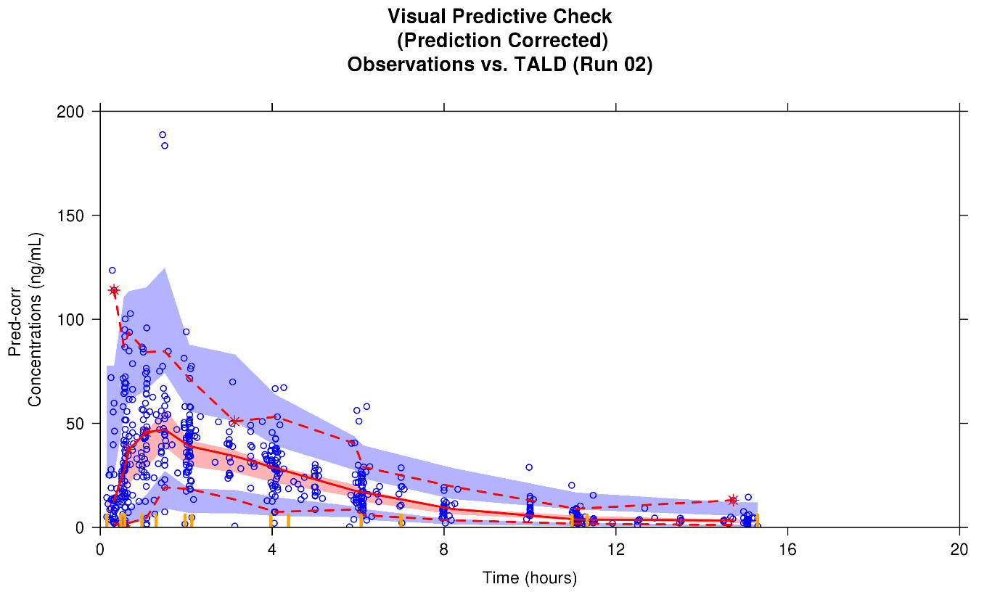 Visual Predictive Check
(Prediction Corrected)
Observations vs. TALD (Run 02)
Pred-corr
Concentrations (ng/mL)
200
150
100
50
0
0
4
8
12
16
20
Time (hours)